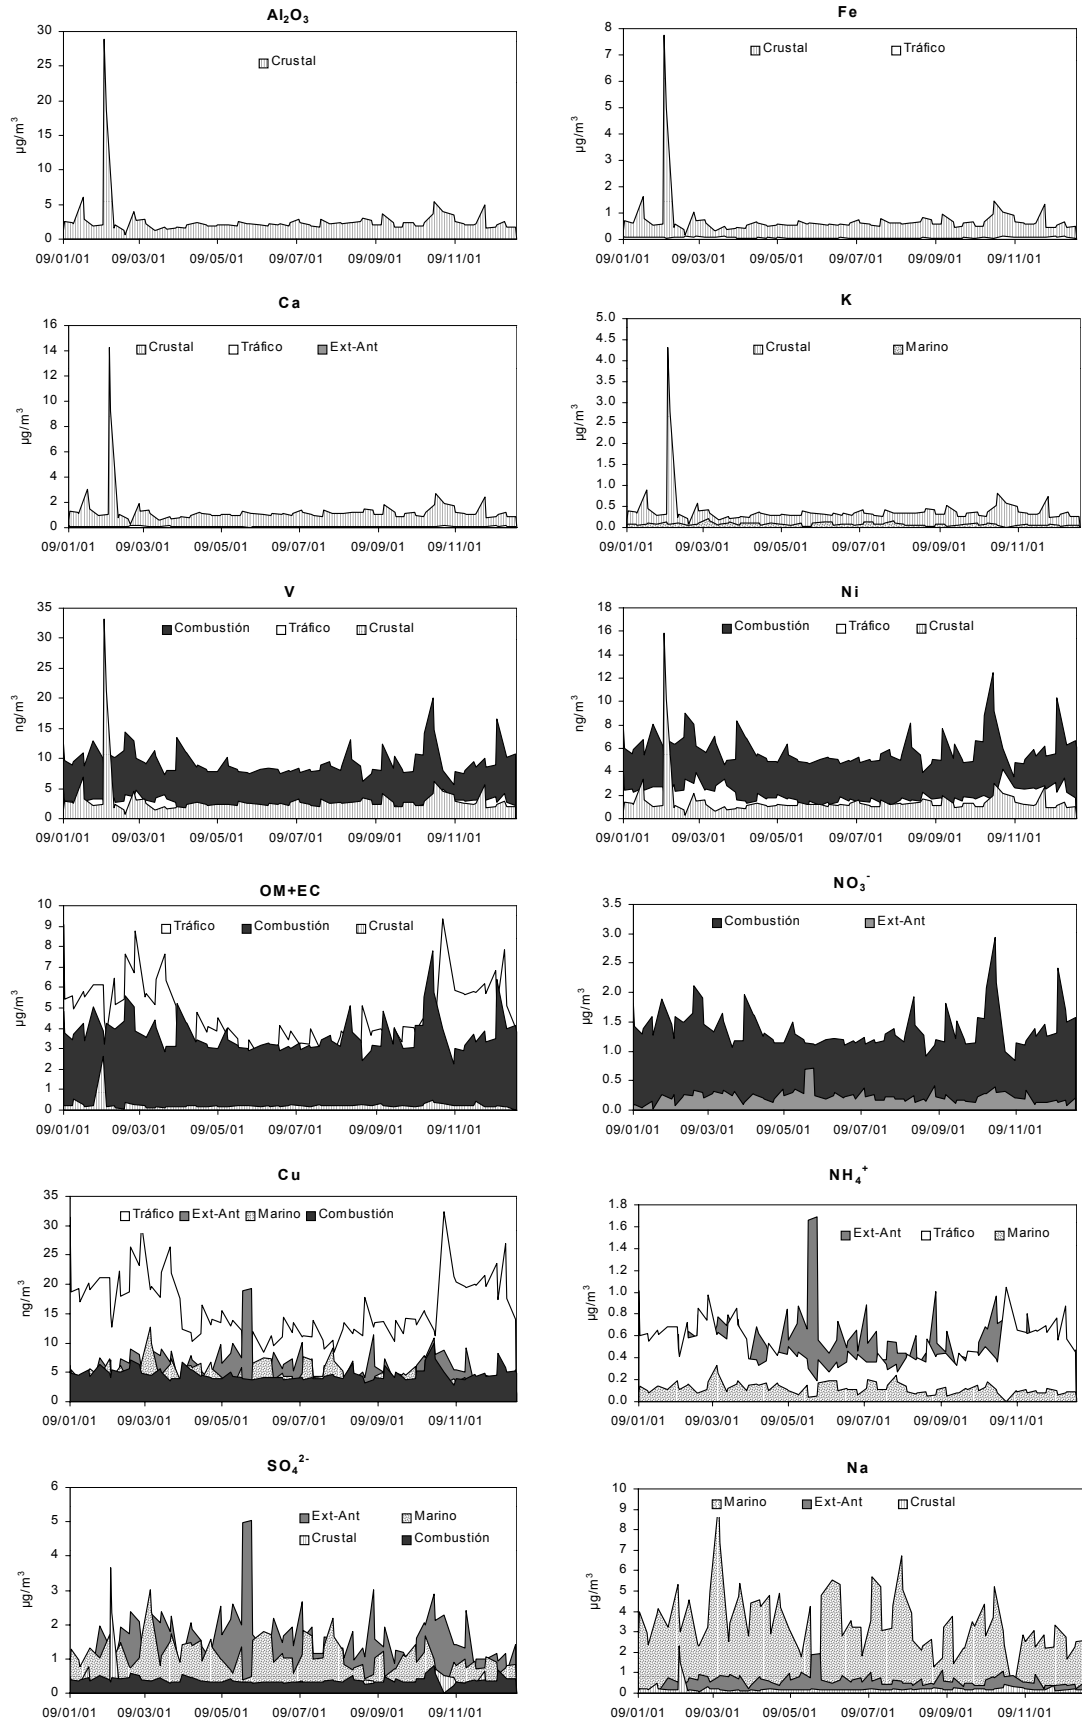 Al₂O₃
30
25
20
15
10
5
0
µg/m³
Crustal
09/01/01 09/03/01 09/05/01 09/07/01 09/09/01 09/11/01
Fe
8
7
6
5
4
3
2
1
0
µg/m³
Crustal Tráfico
09/01/01 09/03/01 09/05/01 09/07/01 09/09/01 09/11/01
Ca
16
14
12
10
8
6
4
2
0
µg/m³
Crustal Tráfico Ext-Ant
09/01/01 09/03/01 09/05/01 09/07/01 09/09/01 09/11/01
K
5.0
4.5
4.0
3.5
3.0
2.5
2.0
1.5
1.0
0.5
0.0
µg/m³
Crustal Marino
09/01/01 09/03/01 09/05/01 09/07/01 09/09/01 09/11/01
V
35
30
25
20
15
10
5
0
ng/m³
Combustión Tráfico Crustal
09/01/01 09/03/01 09/05/01 09/07/01 09/09/01 09/11/01
Ni
18
16
14
12
10
8
6
4
2
0
ng/m³
Combustión Tráfico Crustal
09/01/01 09/03/01 09/05/01 09/07/01 09/09/01 09/11/01
OM+EC
10
9
8
7
6
5
4
3
2
1
0
µg/m³
Tráfico Combustión Crustal
09/01/01 09/03/01 09/05/01 09/07/01 09/09/01 09/11/01
NO₃⁻
3.5
3.0
2.5
2.0
1.5
1.0
0.5
0.0
µg/m³
Combustión Ext-Ant
09/01/01 09/03/01 09/05/01 09/07/01 09/09/01 09/11/01
Cu
35
30
25
20
15
10
5
0
ng/m³
Tráfico Ext-Ant Marino Combustión
09/01/01 09/03/01 09/05/01 09/07/01 09/09/01 09/11/01
NH₄⁺
1.8
1.6
1.4
1.2
1.0
0.8
0.6
0.4
0.2
0.0
µg/m³
Ext-Ant Tráfico Marino
09/01/01 09/03/01 09/05/01 09/07/01 09/09/01 09/11/01
SO₄²⁻
6
5
4
3
2
1
0
µg/m³
Ext-Ant Marino
Crustal Combustión
09/01/01 09/03/01 09/05/01 09/07/01 09/09/01 09/11/01
Na
10
9
8
7
6
5
4
3
2
1
0
µg/m³
Marino Ext-Ant Crustal
09/01/01 09/03/01 09/05/01 09/07/01 09/09/01 09/11/01